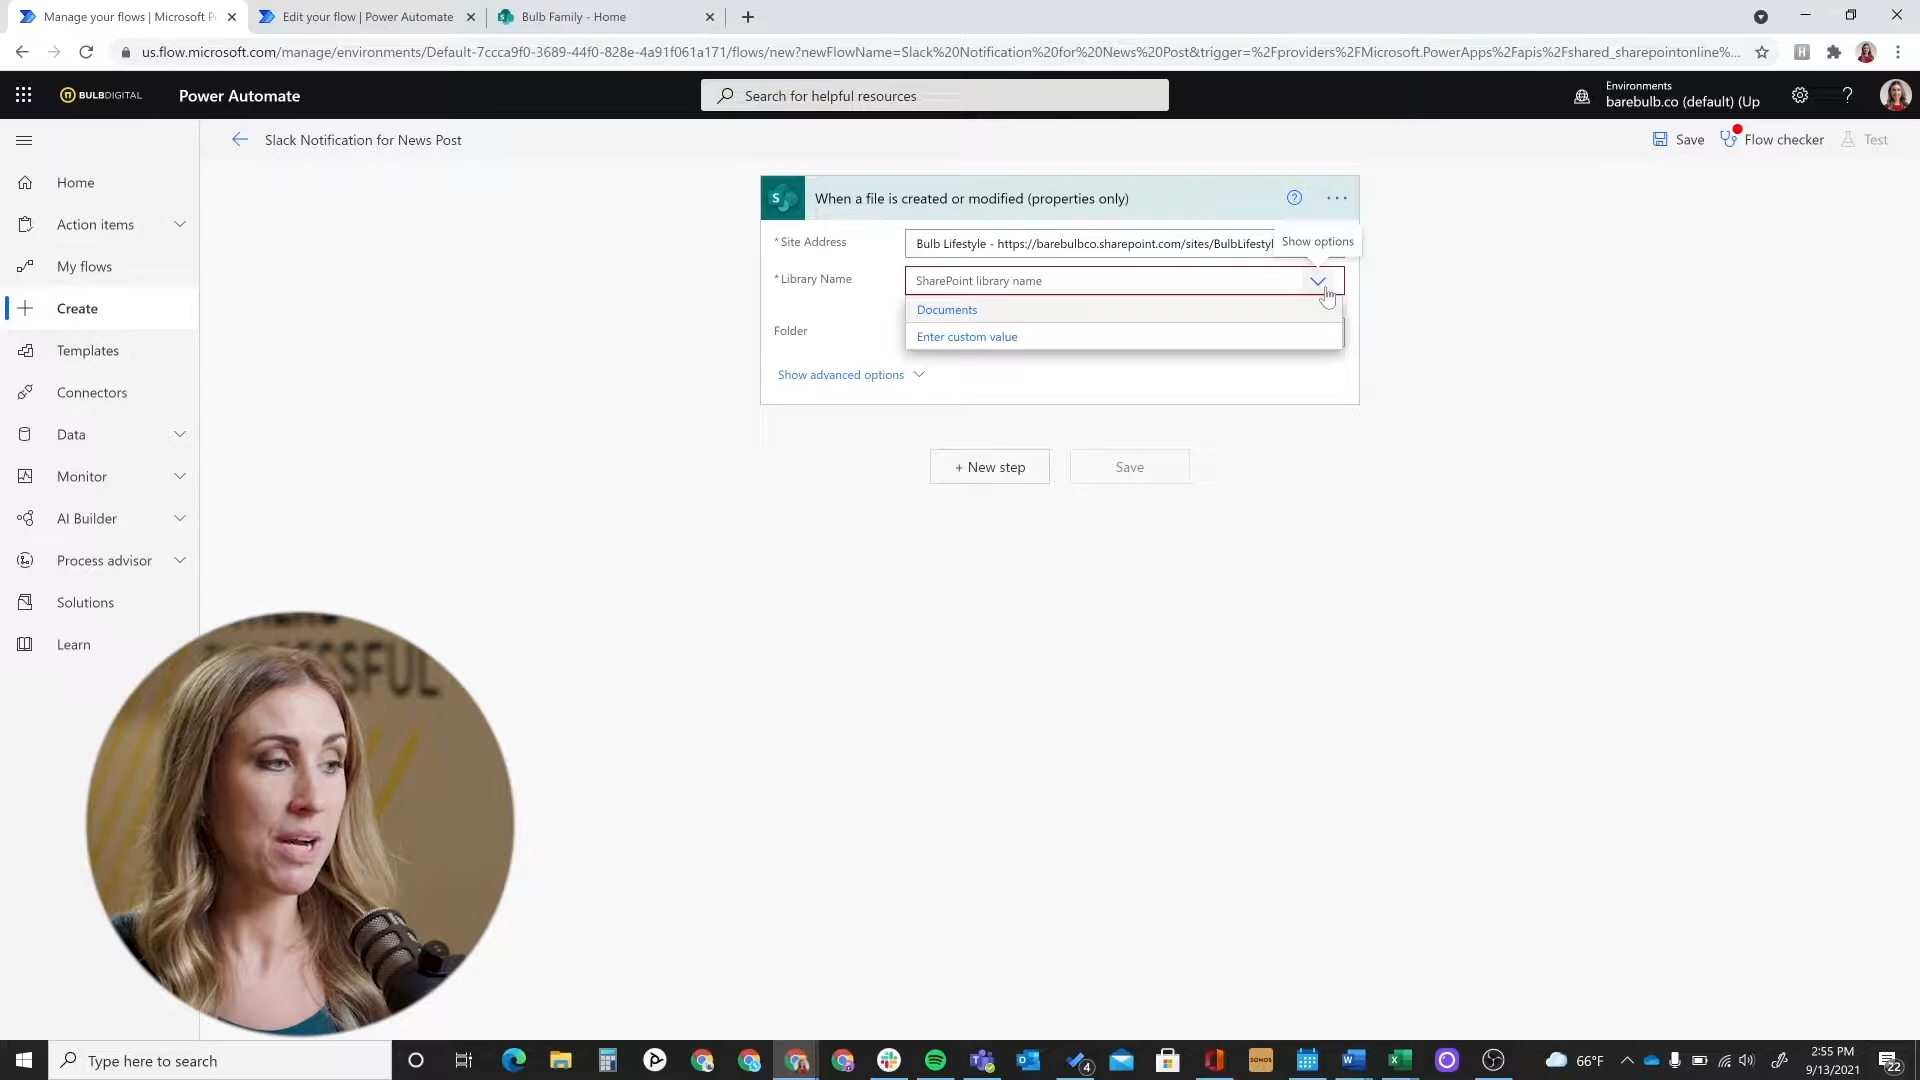 Manage your flows | Microsoft P
Edit your flow | Power Automate
Bulb Family - Home
us.flow.microsoft.com/manage/environments/Default-7ccca9f0-3689-44f0-828e-4a91f061a171/flows/new?newFlowName=Slack%20Notification%20for%20News%20Post&trigger=%2Fproviders%2FMicrosoft.PowerApps%2Fapis%2Fshared_sharepointonline%...
BULBDIGITAL
Power Automate
Search for helpful resources
Environments
barebulb.co (default) (Up
Slack Notification for News Post
Save
Flow checker
Test
Home
Action items
My flows
Create
Templates
Connectors
Data
Monitor
AI Builder
Process advisor
Solutions
Learn
When a file is created or modified (properties only)
* Site Address
Bulb Lifestyle - https://barebulbco.sharepoint.com/sites/BulbLifestyl
Show options
* Library Name
SharePoint library name
Documents
Enter custom value
Folder
Show advanced options
+ New step
Save
Type here to search
SONOS
4
66°F
2:55 PM
9/13/2021
22